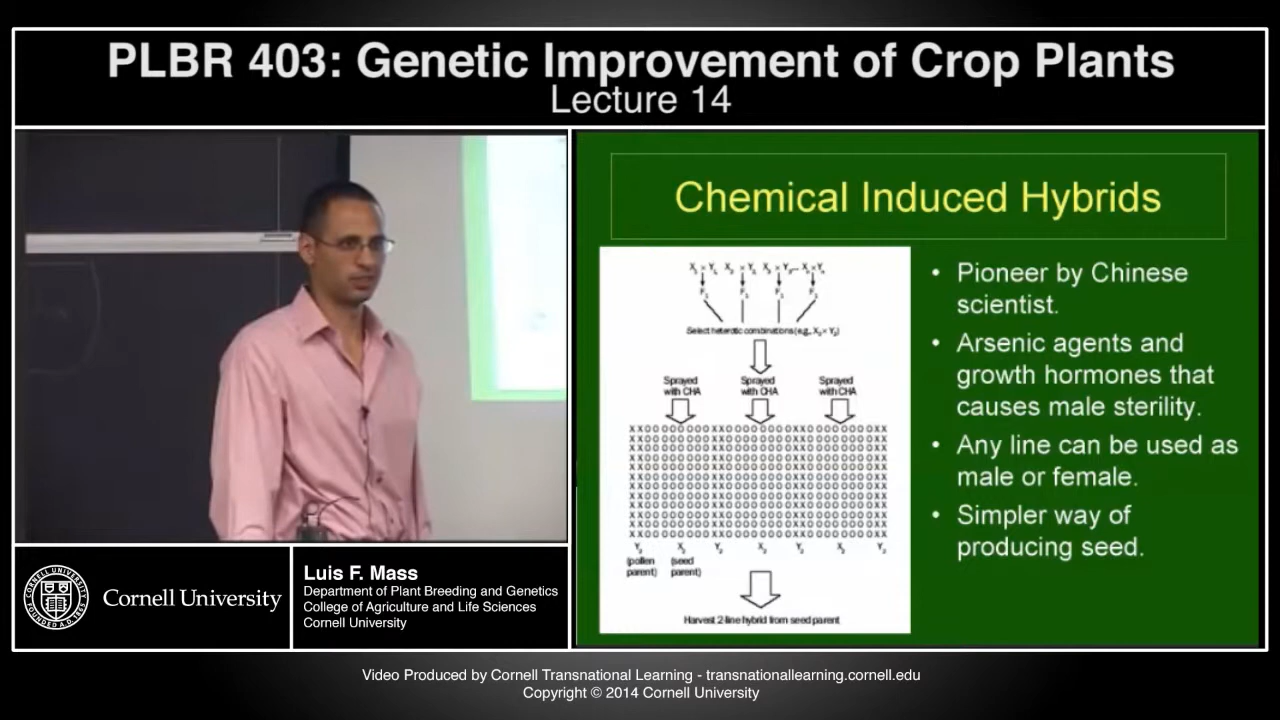 PLBR 403: Genetic Improvement of Crop Plants
Lecture 14
Chemical Induced Hybrids
Select heterotic combinations (e.g., X₂ × Y₂)
Sprayed
with CHA
Sprayed
with CHA
Sprayed
with CHA
(pollen
parent)
(seed
parent)
Harvest 2-line hybrid from seed parent
• Pioneer by Chinese
scientist.
• Arsenic agents and
growth hormones that
causes male sterility.
• Any line can be used as
male or female.
• Simpler way of
producing seed.
Cornell University
Luis F. Mass
Department of Plant Breeding and Genetics
College of Agriculture and Life Sciences
Cornell University
Video Produced by Cornell Transnational Learning - transnationallearning.cornell.edu
Copyright © 2014 Cornell University